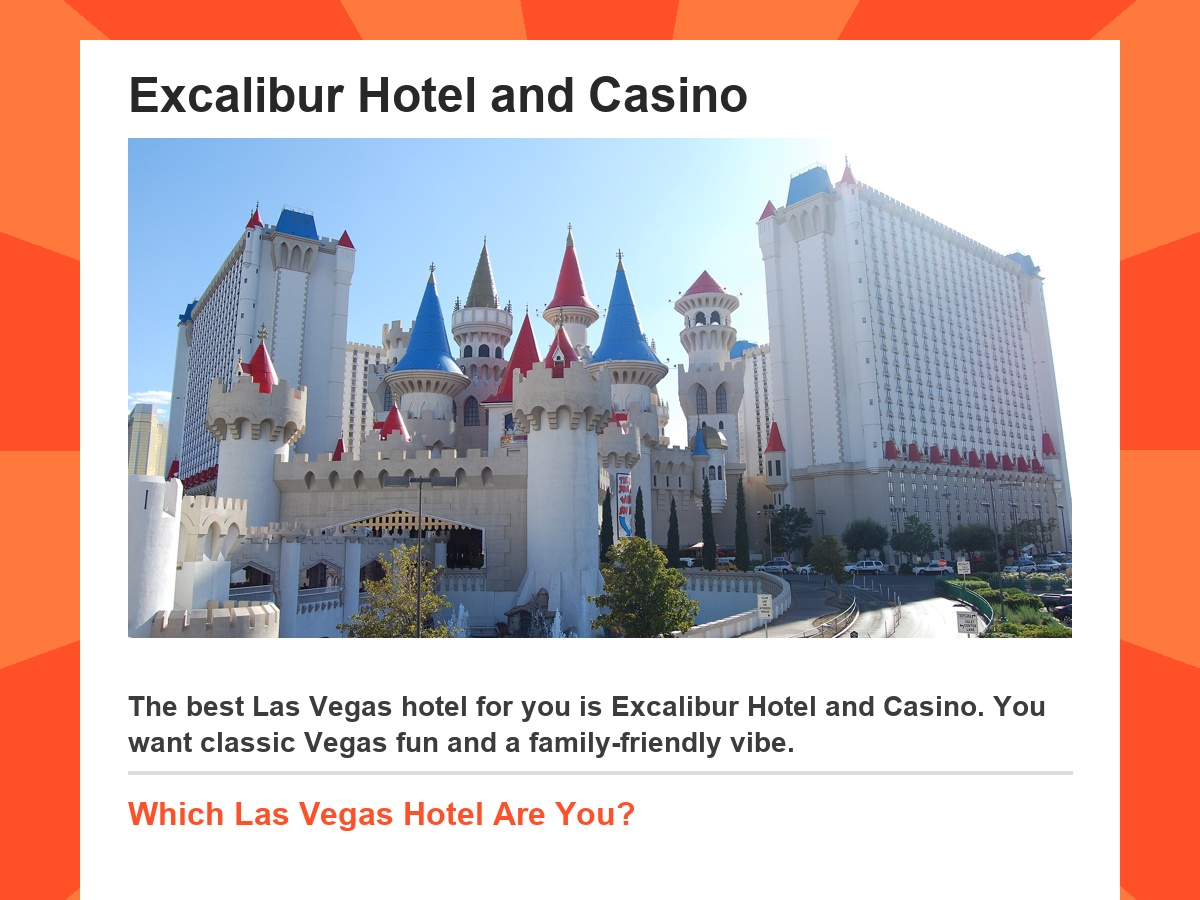 Excalibur Hotel and Casino
The best Las Vegas hotel for you is Excalibur Hotel and Casino. You
want classic Vegas fun and a family-friendly vibe.
Which Las Vegas Hotel Are You?